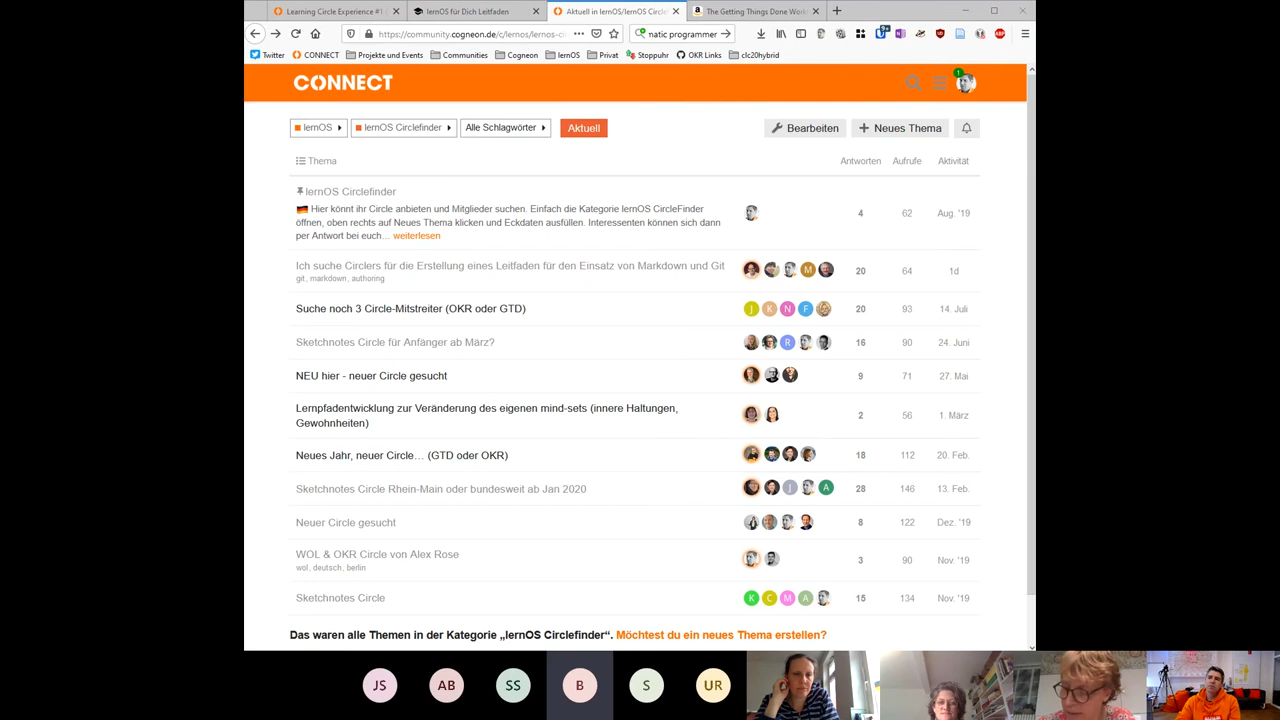 Learning Circle Experience #1
lernOS für Dich Leitfaden
Aktuell in lernOS/lernOS Circlef
The Getting Things Done Work
https://community.cogneon.de/c/lernos/lernos-ci
natic programmer
Twitter CONNECT Projekte und Events Communities Cogneon lernOS Privat Stoppuhr OKR Links clc20hybrid
CONNECT
1
lernOS lernOS Circlefinder Alle Schlagwörter Aktuell Bearbeiten Neues Thema
Thema Antworten Aufrufe Aktivität
lernOS Circlefinder
Hier könnt ihr Circle anbieten und Mitglieder suchen. Einfach die Kategorie lernOS CircleFinder
öffnen, oben rechts auf Neues Thema klicken und Eckdaten ausfüllen. Interessenten können sich dann
per Antwort bei euch… weiterlesen
4 62 Aug. '19
Ich suche Circlers für die Erstellung eines Leitfaden für den Einsatz von Markdown und Git
git, markdown, authoring
M 20 64 1d
Suche noch 3 Circle-Mitstreiter (OKR oder GTD) J K N F 20 93 14. Juli
Sketchnotes Circle für Anfänger ab März? R 16 90 24. Juni
NEU hier - neuer Circle gesucht 9 71 27. Mai
Lernpfadentwicklung zur Veränderung des eigenen mind-sets (innere Haltungen,
Gewohnheiten)
2 56 1. März
Neues Jahr, neuer Circle… (GTD oder OKR) 18 112 20. Feb.
Sketchnotes Circle Rhein-Main oder bundesweit ab Jan 2020 J A 28 146 13. Feb.
Neuer Circle gesucht 8 122 Dez. '19
WOL & OKR Circle von Alex Rose
wol, deutsch, berlin
3 90 Nov. '19
Sketchnotes Circle K C M A 15 134 Nov. '19
Das waren alle Themen in der Kategorie „lernOS Circlefinder“. Möchtest du ein neues Thema erstellen?
JS AB SS B S UR